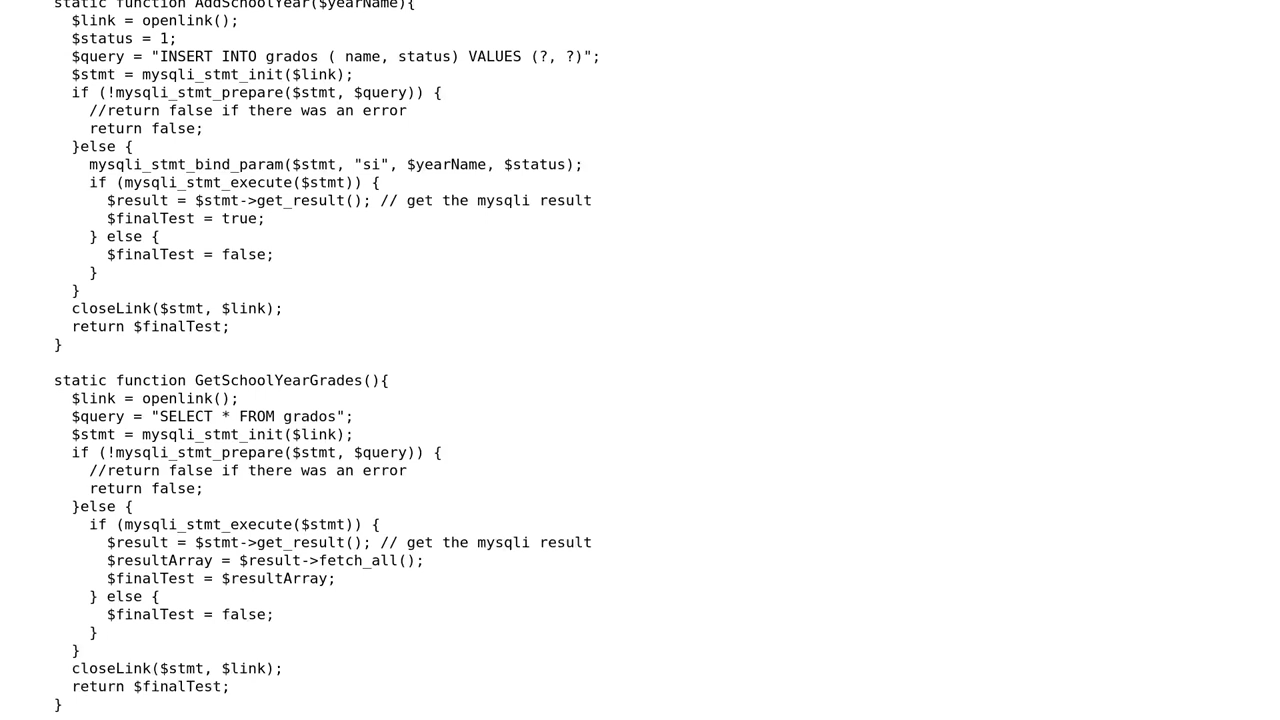 static function AddSchoolYear($yearName){
$link = openlink();
$status = 1;
$query = "INSERT INTO grados ( name, status) VALUES (?, ?)";
$stmt = mysqli_stmt_init($link);
if (!mysqli_stmt_prepare($stmt, $query)) {
//return false if there was an error
return false;
}else {
mysqli_stmt_bind_param($stmt, "si", $yearName, $status);
if (mysqli_stmt_execute($stmt)) {
$result = $stmt->get_result(); // get the mysqli result
$finalTest = true;
} else {
$finalTest = false;
}
}
closeLink($stmt, $link);
return $finalTest;
}
static function GetSchoolYearGrades(){
$link = openlink();
$query = "SELECT * FROM grados";
$stmt = mysqli_stmt_init($link);
if (!mysqli_stmt_prepare($stmt, $query)) {
//return false if there was an error
return false;
}else {
if (mysqli_stmt_execute($stmt)) {
$result = $stmt->get_result(); // get the mysqli result
$resultArray = $result->fetch_all();
$finalTest = $resultArray;
} else {
$finalTest = false;
}
}
closeLink($stmt, $link);
return $finalTest;
}